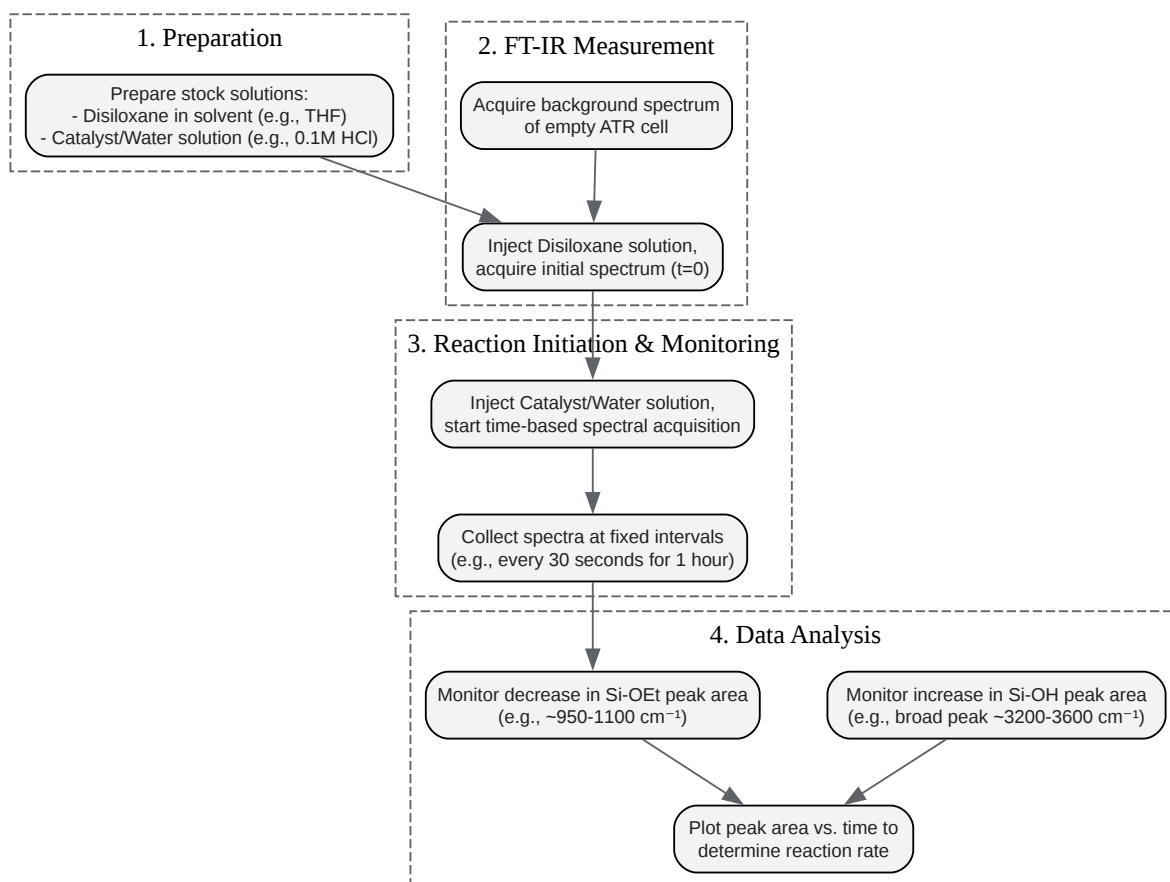 1. Preparation
Prepare stock solutions:
- Disiloxane in solvent (e.g., THF)
- Catalyst/Water solution (e.g., 0.1M HCl)
2. FT-IR Measurement
Acquire background spectrum
of empty ATR cell
Inject Disiloxane solution,
acquire initial spectrum (t=0)
3. Reaction Initiation & Monitoring
Inject Catalyst/Water solution,
start time-based spectral acquisition
Collect spectra at fixed intervals
(e.g., every 30 seconds for 1 hour)
4. Data Analysis
Monitor decrease in Si-OEt peak area
(e.g., ~950-1100 cm⁻¹)
Monitor increase in Si-OH peak area
(e.g., broad peak ~3200-3600 cm⁻¹)
Plot peak area vs. time to
determine reaction rate